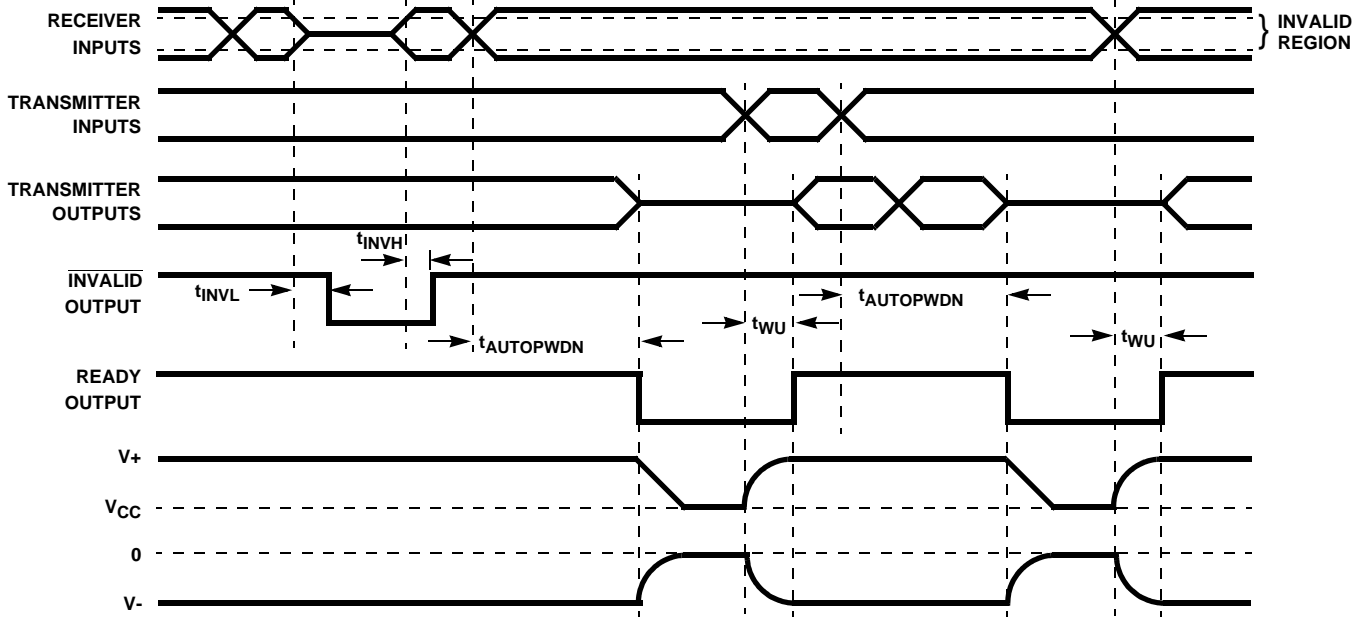 RECEIVER
INPUTS
} INVALID
REGION
TRANSMITTER
INPUTS
TRANSMITTER
OUTPUTS
tINVH
INVALID
OUTPUT
tINVL
tAUTOPWDN
tWU
tAUTOPWDN
tWU
READY
OUTPUT
V+
VCC
0
V-